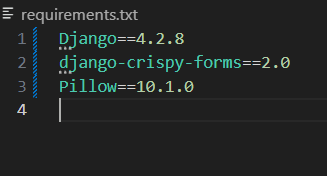 requirements.txt
1 Django==4.2.8
2 django-crispy-forms==2.0
3 Pillow==10.1.0
4